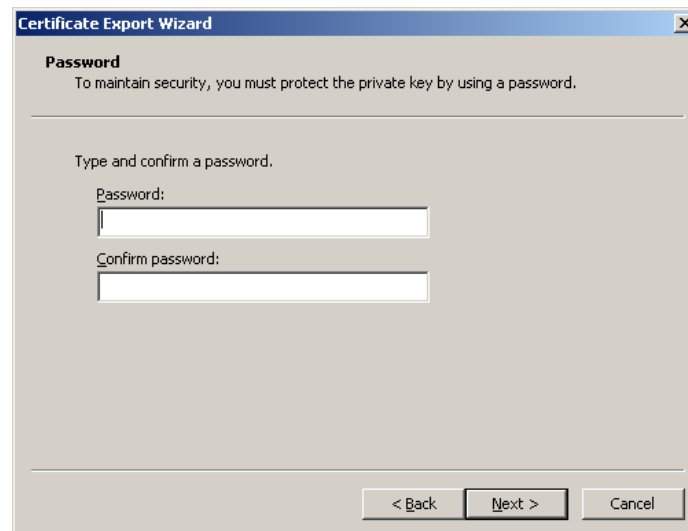 Certificate Export Wizard
Password
To maintain security, you must protect the private key by using a password.
Type and confirm a password.
Password:
Confirm password:
< Back Next > Cancel